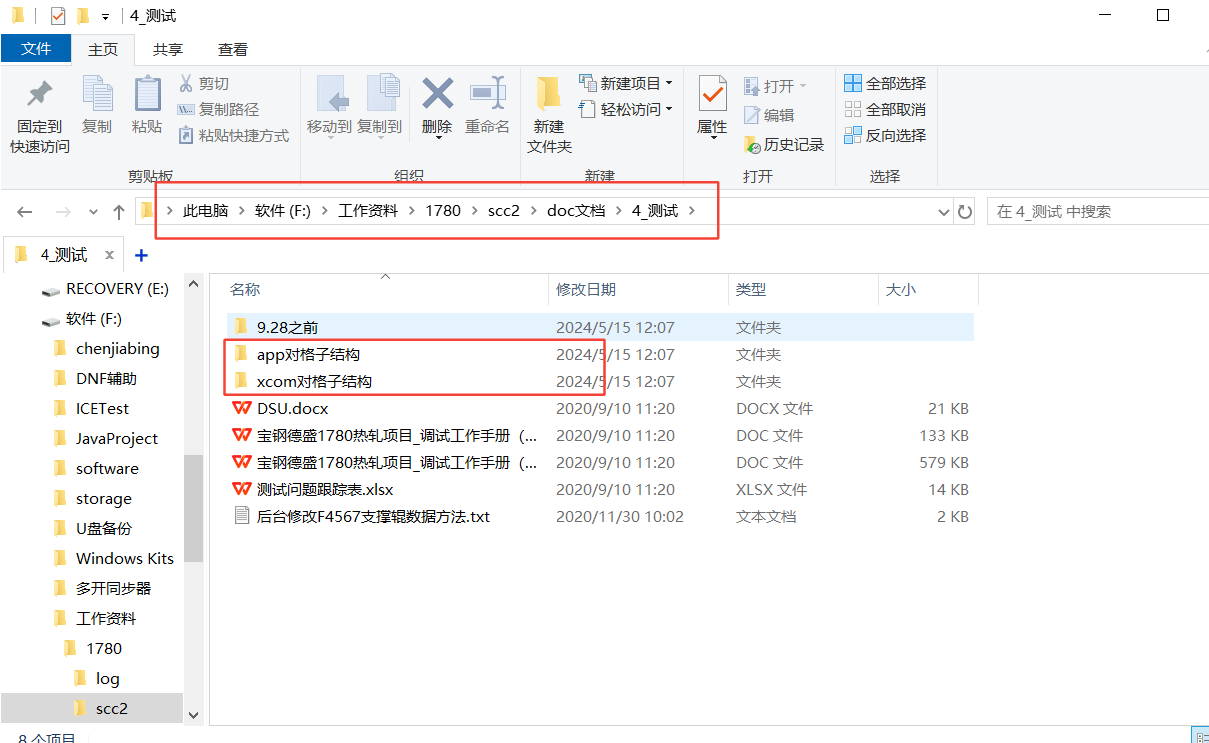 4_测试
文件 主页 共享 查看
固定到
快速访问
复制
粘贴
剪切
复制路径
粘贴快捷方式
剪贴板
移动到 复制到 删除 重命名
组织
新建
文件夹
新建项目
轻松访问
新建
属性
打开
编辑
历史记录
打开
全部选择
全部取消
反向选择
选择
此电脑 > 软件 (F:) > 工作资料 > 1780 > scc2 > doc文档 > 4_测试 >
在 4_测试 中搜索
4_测试 x +
RECOVERY (E:)
软件 (F:)
chenjiabing
DNF辅助
ICETest
JavaProject
software
storage
U盘备份
Windows Kits
多开同步器
工作资料
1780
log
scc2
名称 修改日期 类型 大小
9.28之前 2024/5/15 12:07 文件夹
app对格子结构 2024/5/15 12:07 文件夹
xcom对格子结构 2024/5/15 12:07 文件夹
DSU.docx 2020/9/10 11:20 DOCX 文件 21 KB
宝钢德盛1780热轧项目_调试工作手册（... 2020/9/10 11:20 DOC 文件 133 KB
宝钢德盛1780热轧项目_调试工作手册（... 2020/9/10 11:20 DOC 文件 579 KB
测试问题跟踪表.xlsx 2020/9/10 11:20 XLSX 文件 14 KB
后台修改F4567支撑辊数据方法.txt 2020/11/30 10:02 文本文档 2 KB
8 个项目